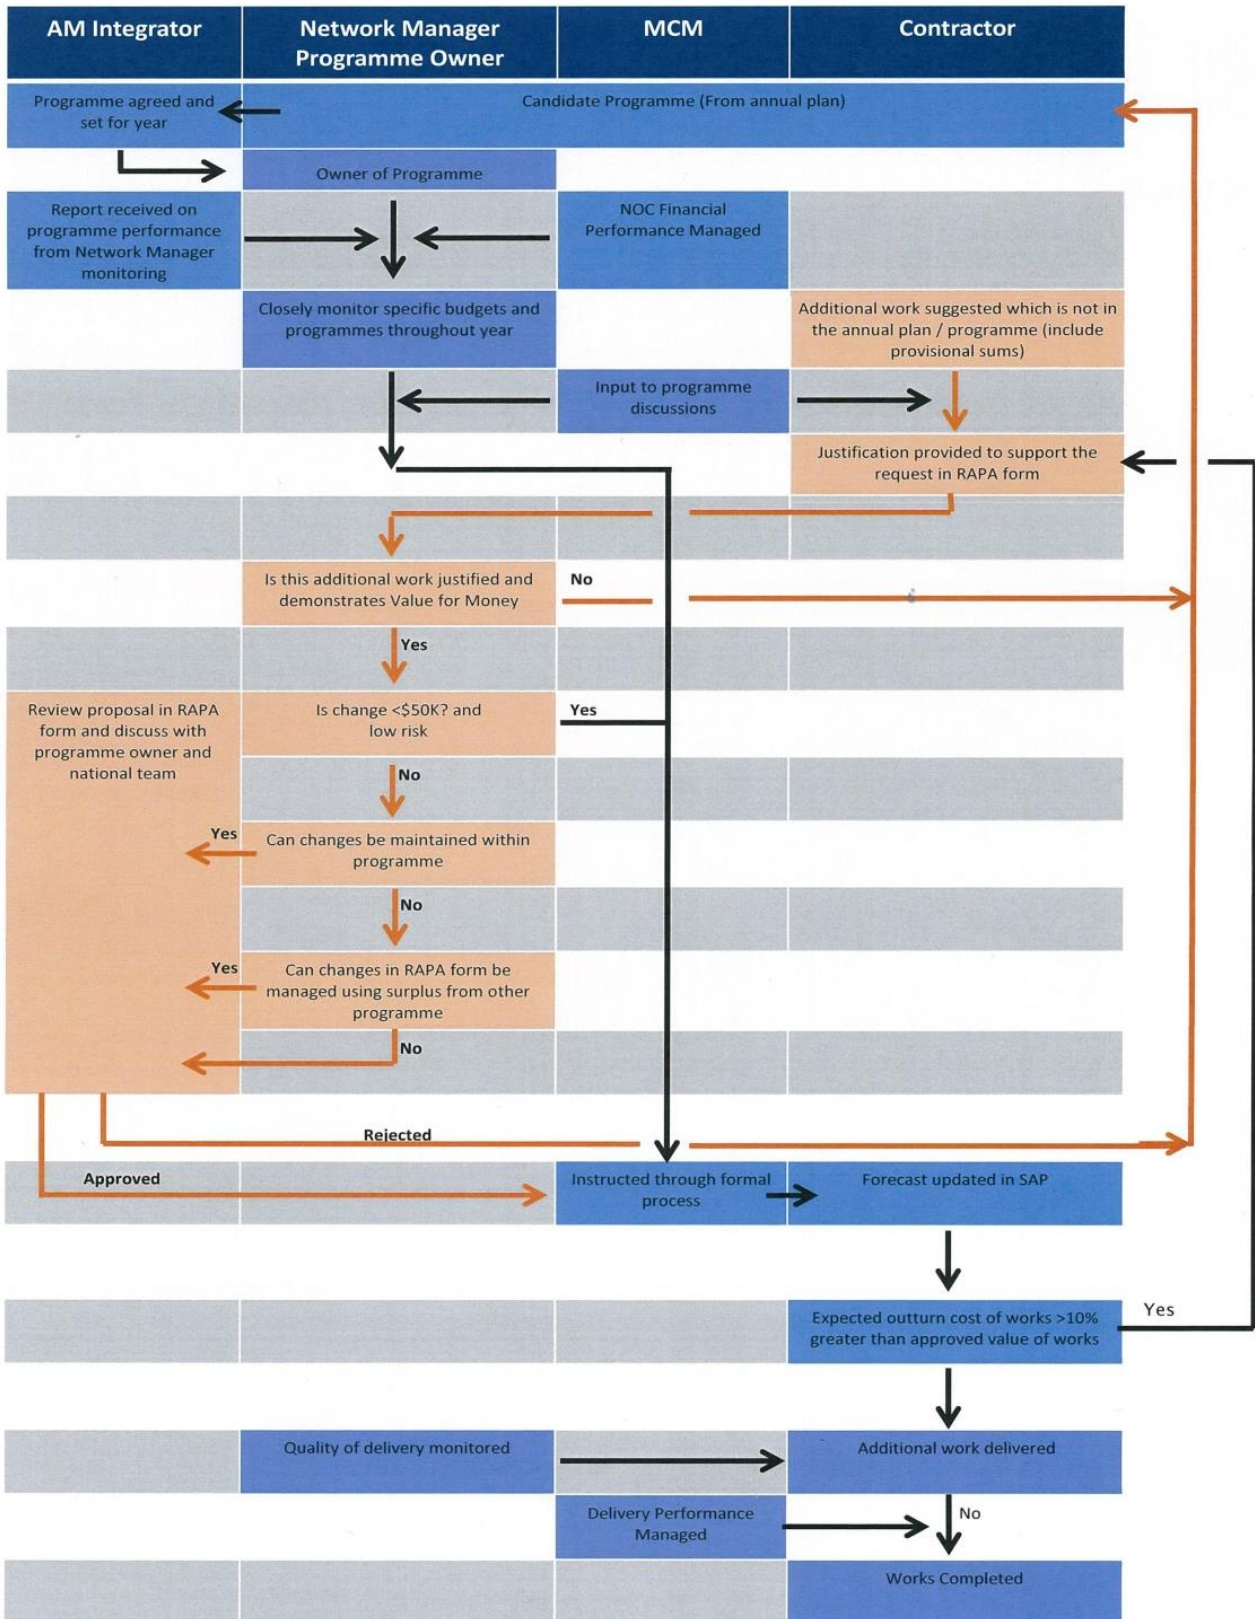 AM Integrator
Network Manager
Programme Owner
MCM
Contractor
Programme agreed and
set for year
Candidate Programme (From annual plan)
Owner of Programme
Report received on
programme performance
from Network Manager
monitoring
NOC Financial
Performance Managed
Closely monitor specific budgets and
programmes throughout year
Additional work suggested which is not in
the annual plan / programme (include
provisional sums)
Input to programme
discussions
Justification provided to support the
request in RAPA form
Is this additional work justified and
demonstrates Value for Money
No
Yes
Review proposal in RAPA
form and discuss with
programme owner and
national team
Is change <$50K? and
low risk
Yes
No
Yes
Can changes be maintained within
programme
No
Yes
Can changes in RAPA form be
managed using surplus from other
programme
No
Rejected
Approved
Instructed through formal
process
Forecast updated in SAP
Expected outturn cost of works >10%
greater than approved value of works
Yes
Quality of delivery monitored
Additional work delivered
Delivery Performance
Managed
No
Works Completed